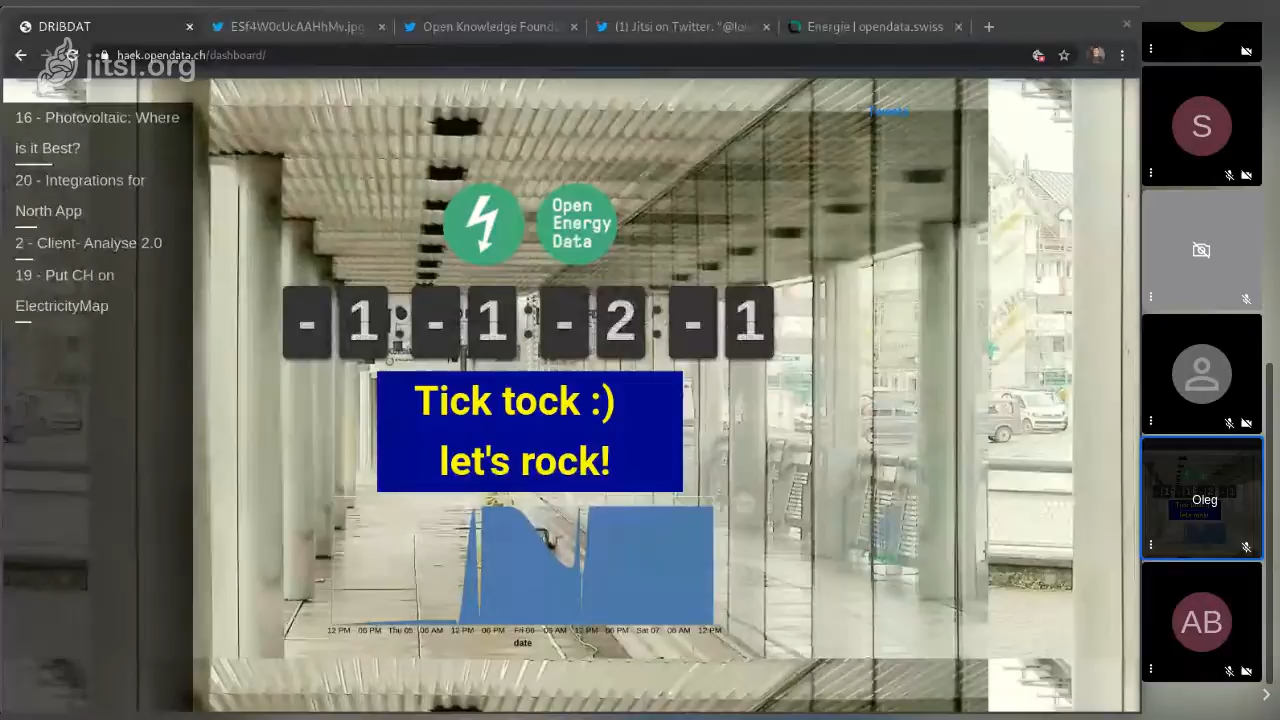 DRIBDAT
ESf4W0cUcAAHhMv.jpg
Open Knowledge Found
(1) Jitsi on Twitter: "@lo
Energie | opendata.swiss
haek.opendata.ch/dashboard/
jitsi.org
16 - Photovoltaic: Where
is it Best?
20 - Integrations for
North App
2 - Client- Analyse 2.0
19 - Put CH on
ElectricityMap
Tweets
Open
Energy
Data
- 1 : - 1 : - 2 : - 1
Tick tock :)
let's rock!
12 PM 06 PM Thu 05 06 AM 12 PM 06 PM Fri 06 06 AM 12 PM 06 PM Sat 07 06 AM 12 PM
date
S
Oleg
AB